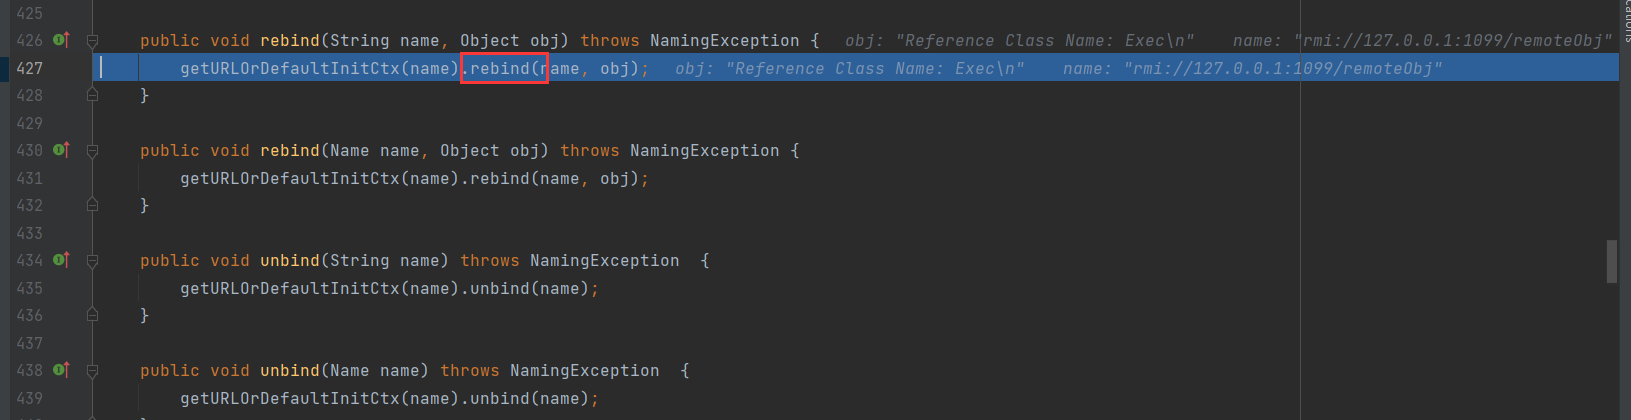 425
426 public void rebind(String name, Object obj) throws NamingException { obj: "Reference Class Name: Exec\n" name: "rmi://127.0.0.1:1099/remoteObj"
427 getURLOrDefaultInitCtx(name).rebind(name, obj); obj: "Reference Class Name: Exec\n" name: "rmi://127.0.0.1:1099/remoteObj"
428 }
429
430 public void rebind(Name name, Object obj) throws NamingException {
431 getURLOrDefaultInitCtx(name).rebind(name, obj);
432 }
433
434 public void unbind(String name) throws NamingException {
435 getURLOrDefaultInitCtx(name).unbind(name);
436 }
437
438 public void unbind(Name name) throws NamingException {
439 getURLOrDefaultInitCtx(name).unbind(name);